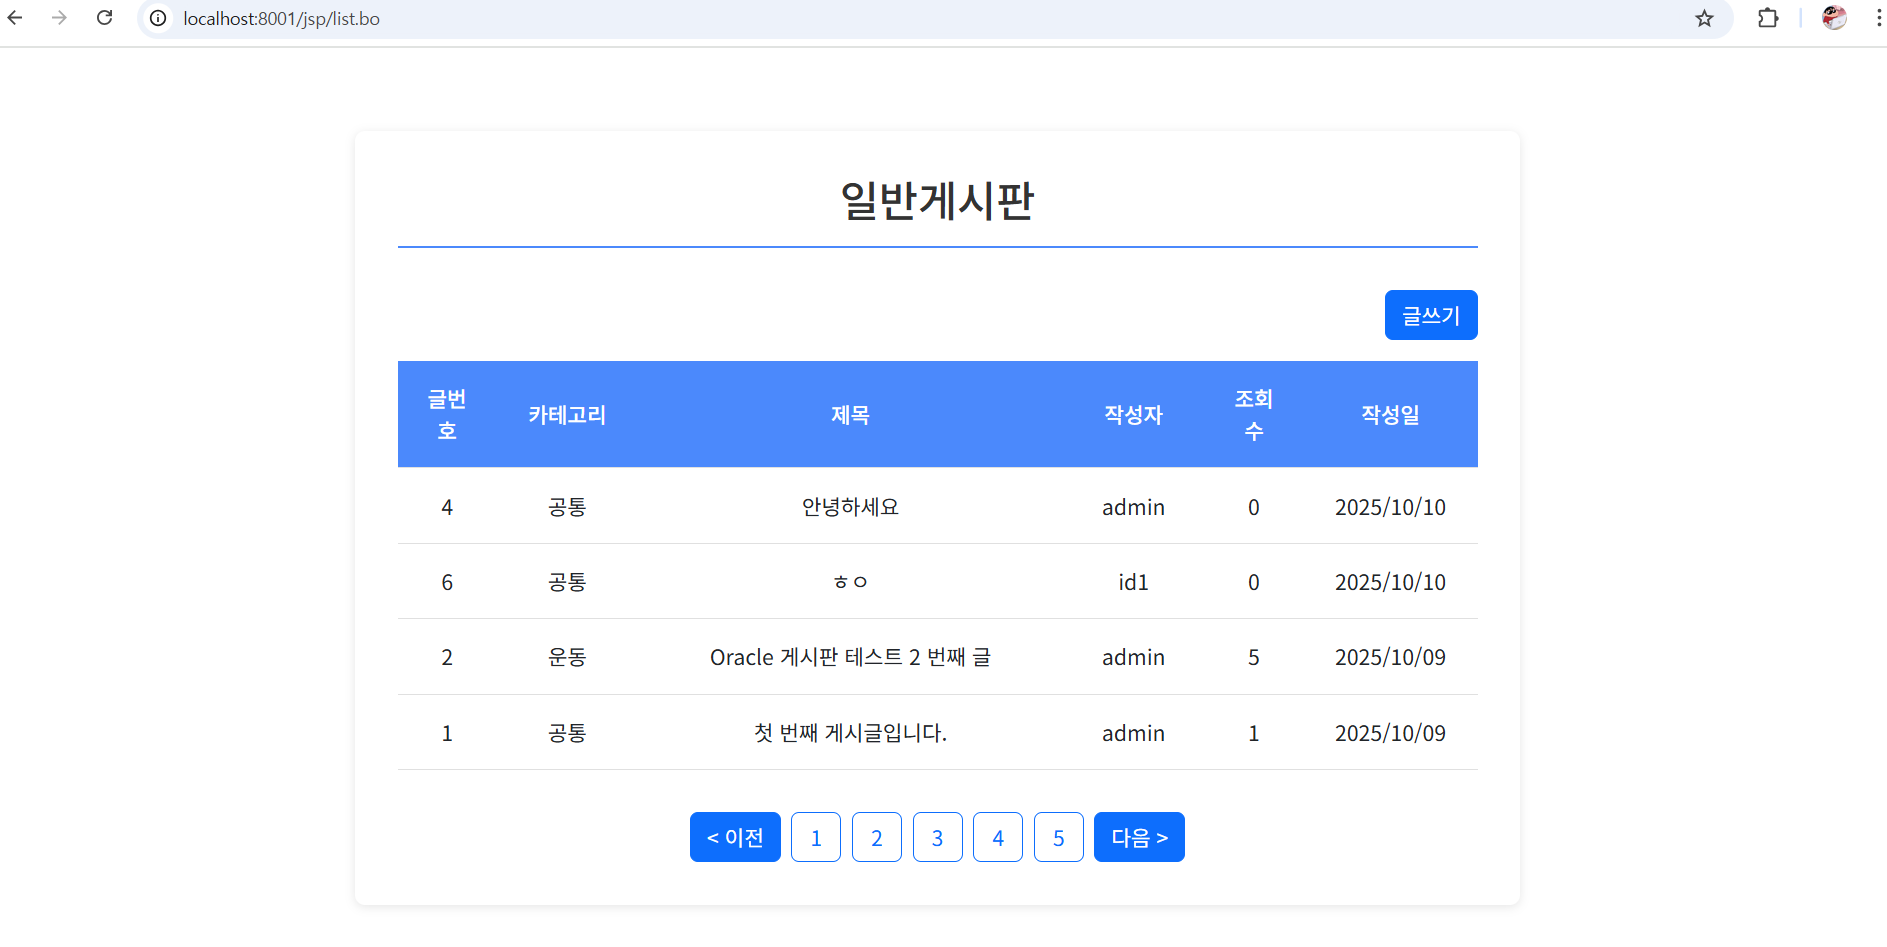 localhost:8001/jsp/list.bo
일반게시판
글쓰기
글번호 카테고리 제목 작성자 조회수 작성일
4 공통 안녕하세요 admin 0 2025/10/10
6 공통 ㅎㅇ id1 0 2025/10/10
2 운동 Oracle 게시판 테스트 2 번째 글 admin 5 2025/10/09
1 공통 첫 번째 게시글입니다. admin 1 2025/10/09
< 이전 1 2 3 4 5 다음 >